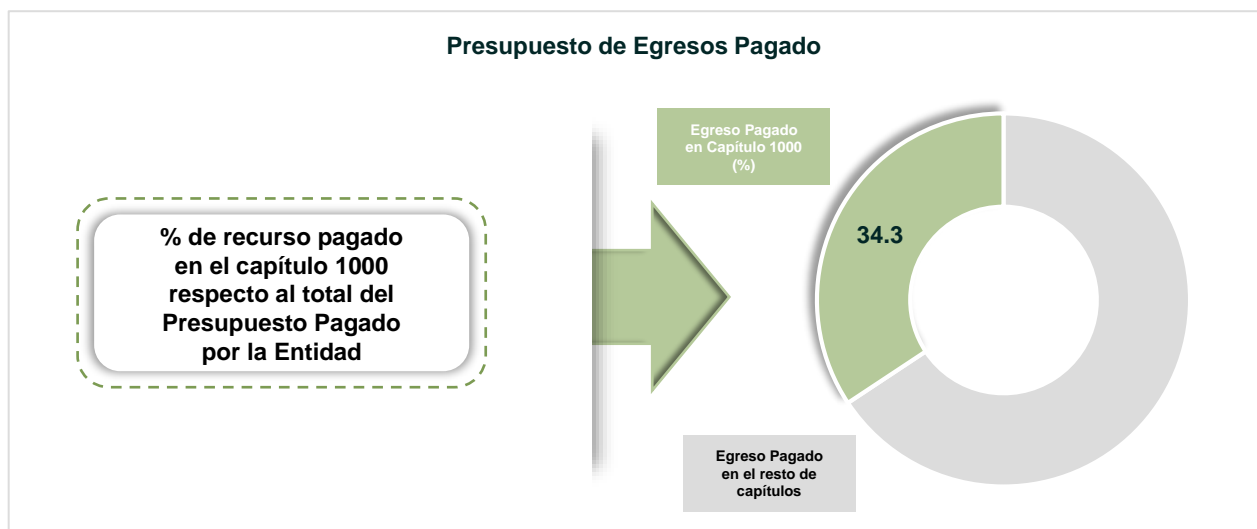 Presupuesto de Egresos Pagado
% de recurso pagado
en el capítulo 1000
respecto al total del
Presupuesto Pagado
por la Entidad
Egreso Pagado
en Capítulo 1000
(%)
34.3
Egreso Pagado
en el resto de
capítulos